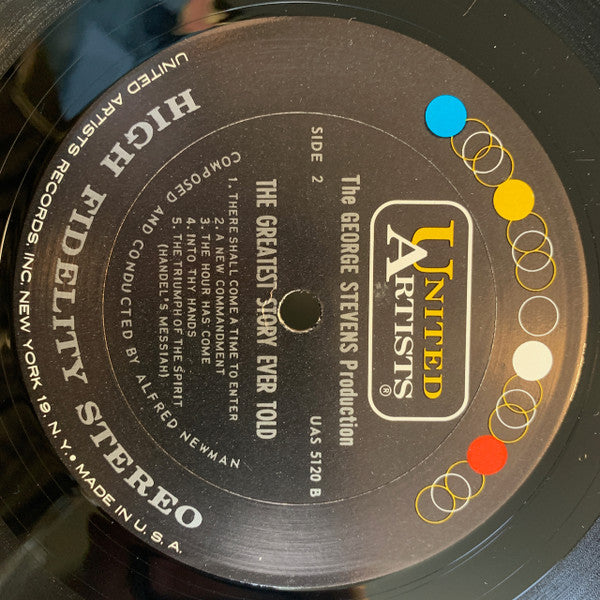 UNITED
ARTISTS®
The GEORGE STEVENS Production
SIDE 2
UAS 5120 B
THE GREATEST STORY EVER TOLD
1. THERE SHALL COME A TIME TO ENTER
2. A NEW COMMANDMENT
3. THE HOUR HAS COME
4. INTO THY HANDS
5. THE TRIUMPH OF THE SPIRIT
(HANDEL'S MESSIAH)
COMPOSED AND CONDUCTED BY ALFRED NEWMAN
HIGH FIDELITY STEREO
UNITED ARTISTS RECORDS, INC. NEW YORK 19, N.Y. • MADE IN U.S.A.